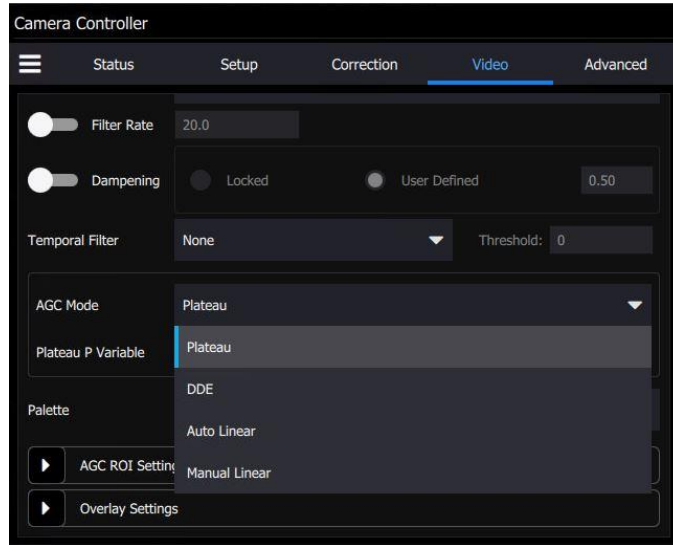 Camera Controller
Status Setup Correction Video Advanced
Filter Rate 20.0
Dampening Locked User Defined 0.50
Temporal Filter None Threshold: 0
AGC Mode Plateau
Plateau P Variable Plateau
DDE
Palette
Auto Linear
AGC ROI Setting
Manual Linear
Overlay Settings